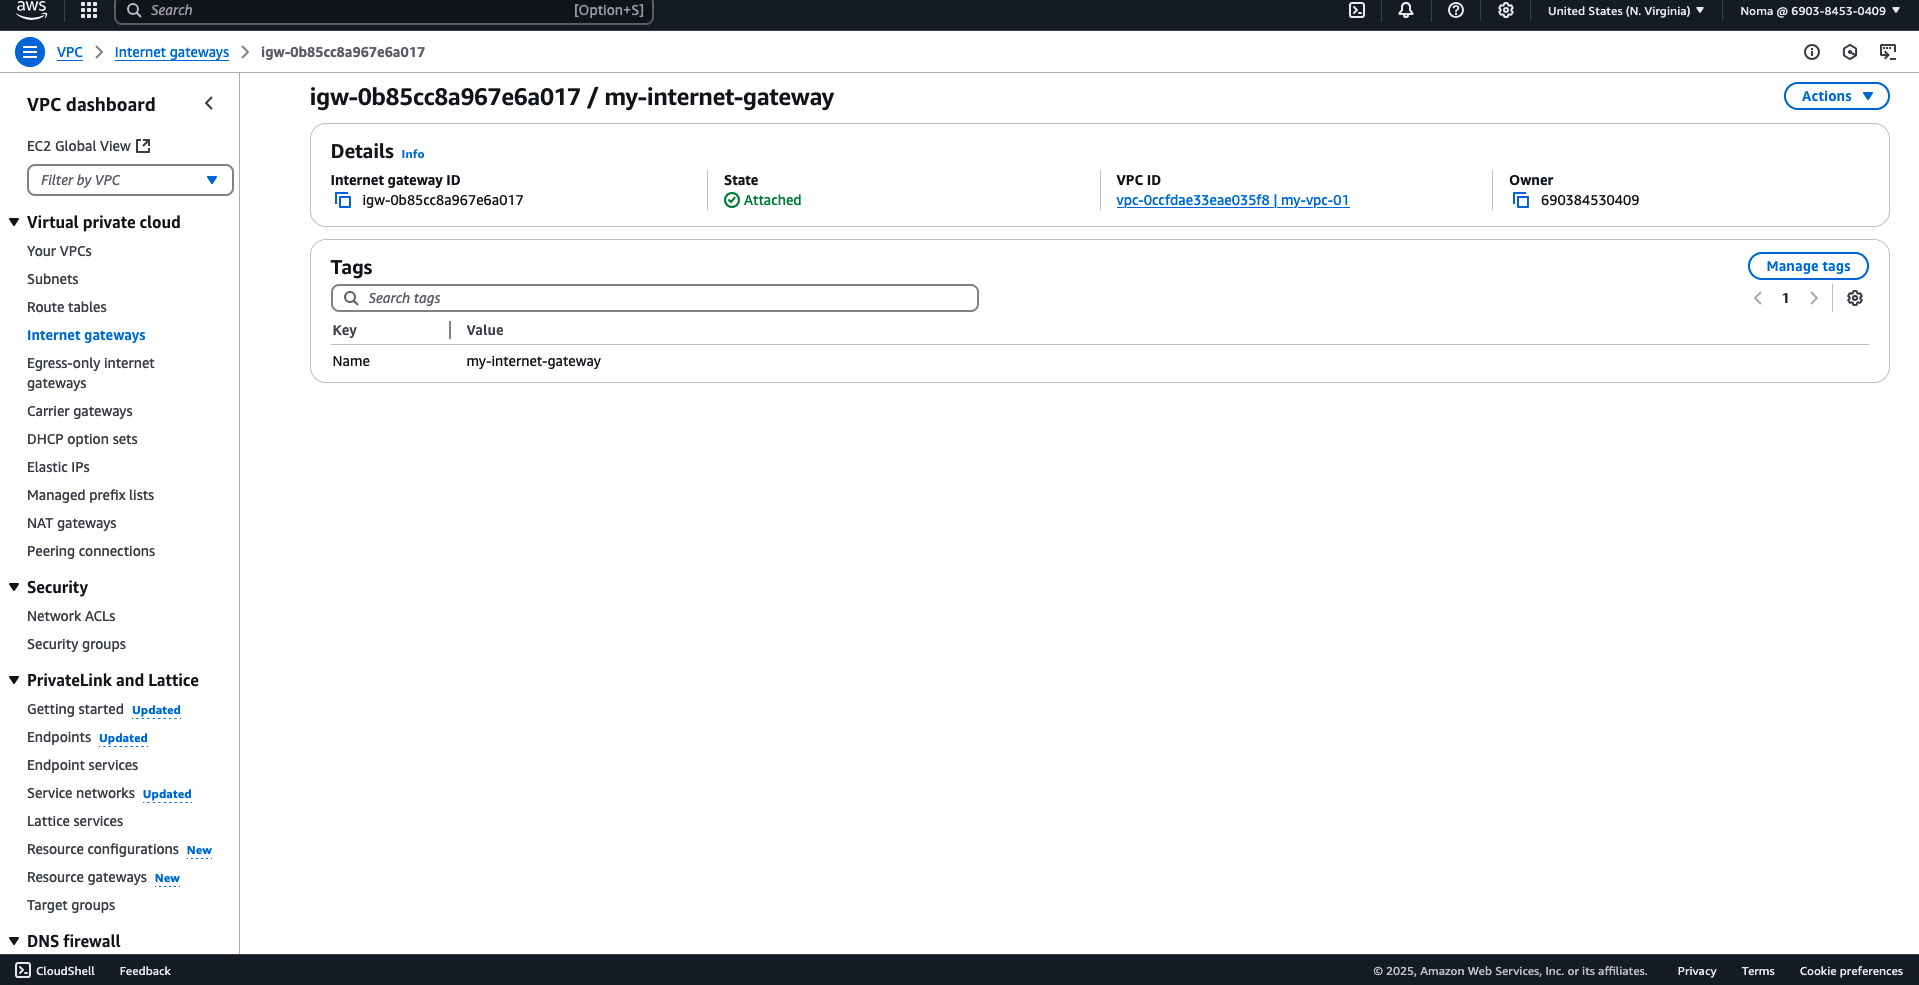 aws
Search [Option+S]
United States (N. Virginia)
Noma @ 6903-8453-0409
VPC
Internet gateways
igw-0b85cc8a967e6a017
VPC dashboard
EC2 Global View
Filter by VPC
Virtual private cloud
Your VPCs
Subnets
Route tables
Internet gateways
Egress-only internet
gateways
Carrier gateways
DHCP option sets
Elastic IPs
Managed prefix lists
NAT gateways
Peering connections
Security
Network ACLs
Security groups
PrivateLink and Lattice
Getting started Updated
Endpoints Updated
Endpoint services
Service networks Updated
Lattice services
Resource configurations New
Resource gateways New
Target groups
DNS firewall
igw-0b85cc8a967e6a017 / my-internet-gateway
Actions
Details Info
Internet gateway ID
igw-0b85cc8a967e6a017
State
Attached
VPC ID
vpc-0ccfdae33eae035f8 | my-vpc-01
Owner
690384530409
Tags
Manage tags
Search tags
1
Key Value
Name my-internet-gateway
CloudShell
Feedback
© 2025, Amazon Web Services, Inc. or its affiliates.
Privacy
Terms
Cookie preferences